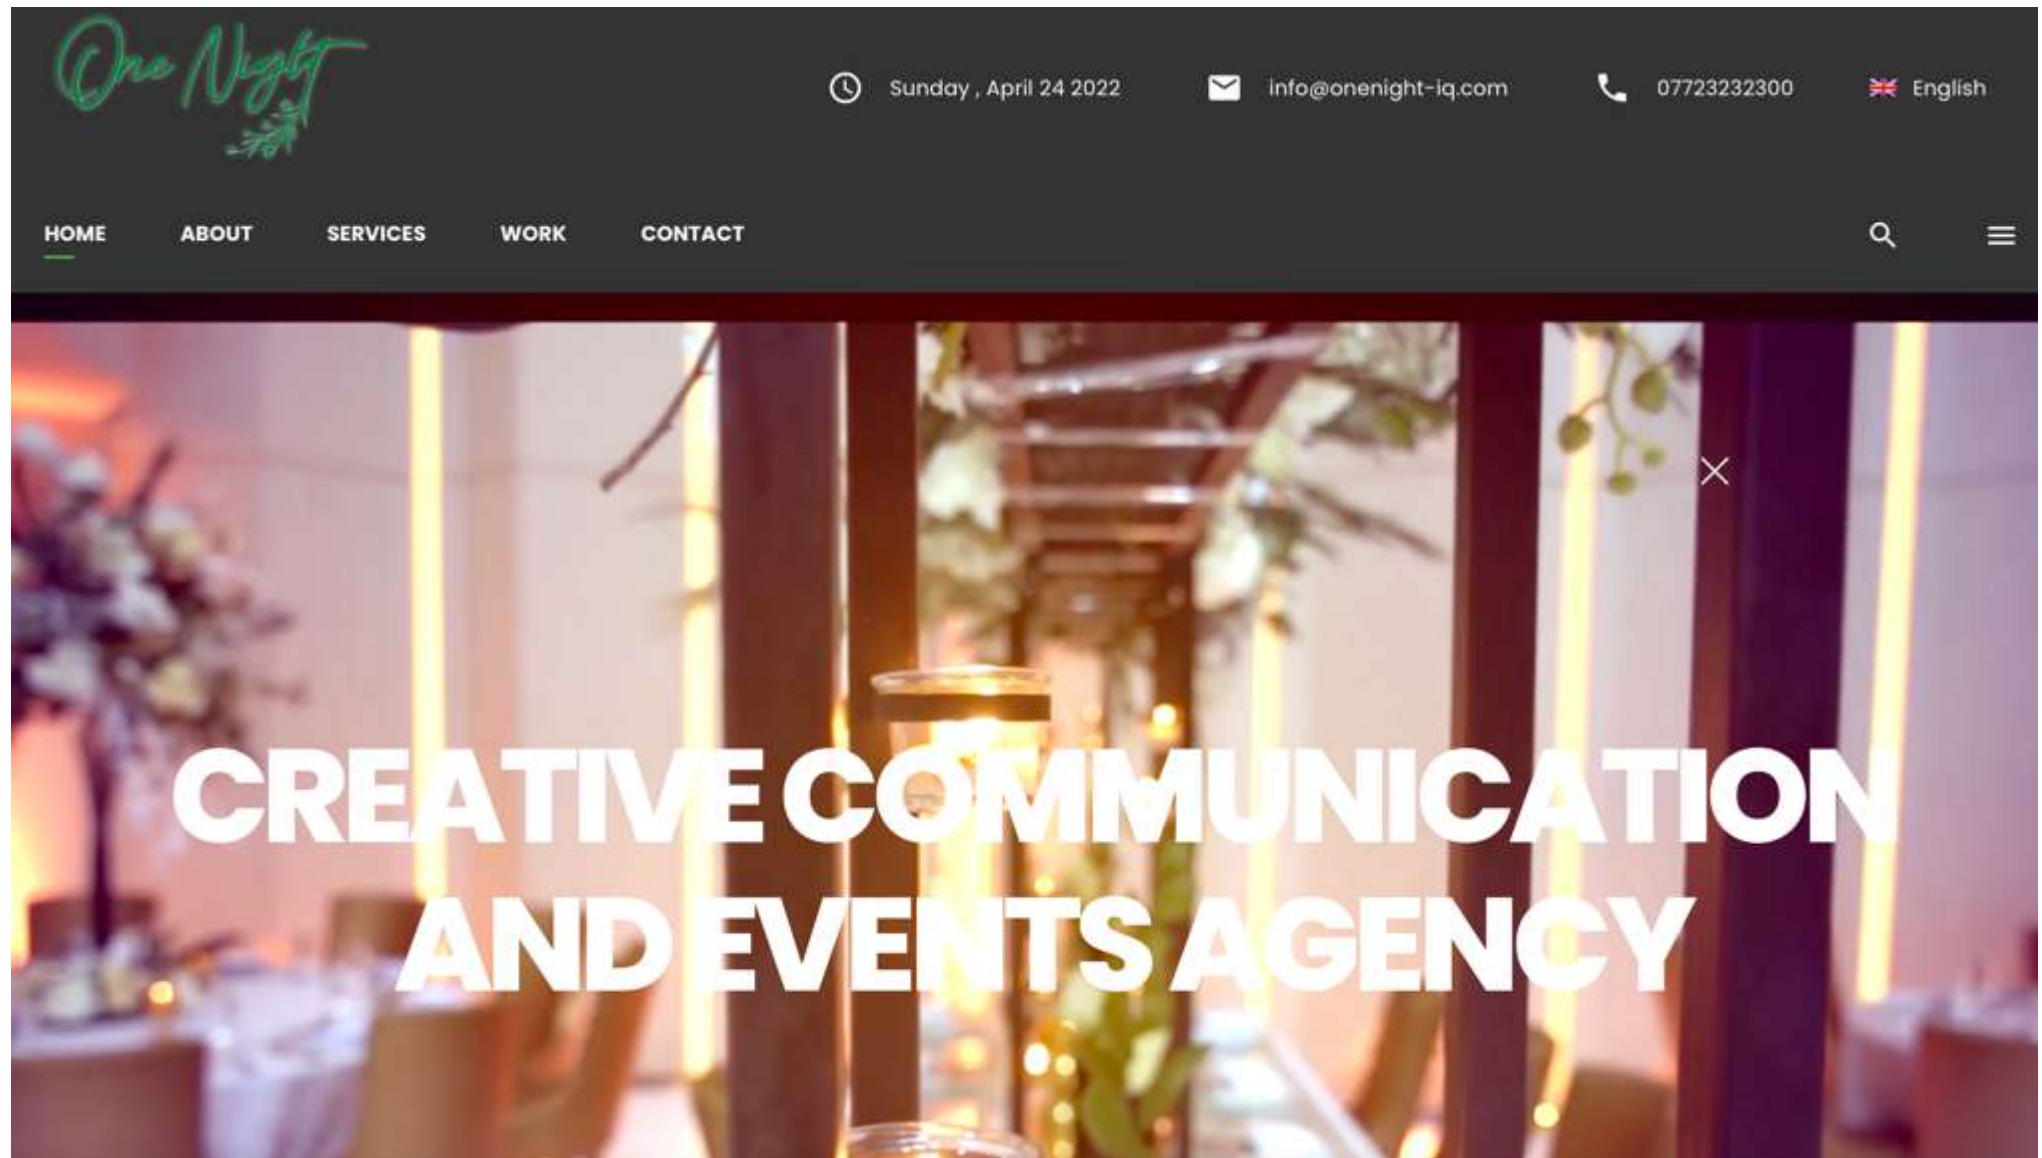 One Night
Sunday , April 24 2022
info@onenight-iq.com
07723232300
English
HOME
ABOUT
SERVICES
WORK
CONTACT
CREATIVE COMMUNICATION
AND EVENTS AGENCY